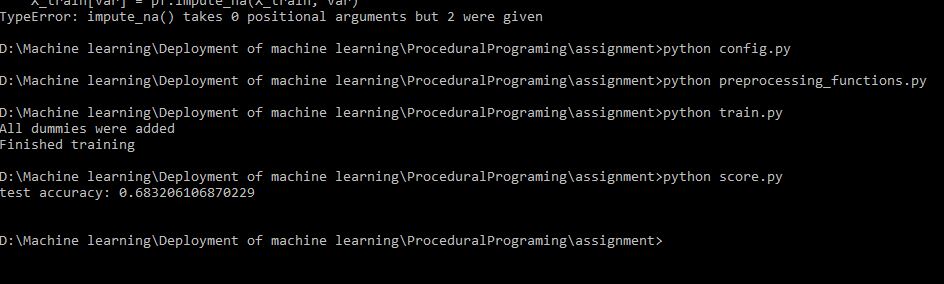 X_train[var] = pf.impute_na(X_train, var)
TypeError: impute_na() takes 0 positional arguments but 2 were given
D:\Machine learning\Deployment of machine learning\ProceduralPrograming\assignment>python config.py
D:\Machine learning\Deployment of machine learning\ProceduralPrograming\assignment>python preprocessing_functions.py
D:\Machine learning\Deployment of machine learning\ProceduralPrograming\assignment>python train.py
All dummies were added
Finished training
D:\Machine learning\Deployment of machine learning\ProceduralPrograming\assignment>python score.py
test accuracy: 0.683206106870229
D:\Machine learning\Deployment of machine learning\ProceduralPrograming\assignment>